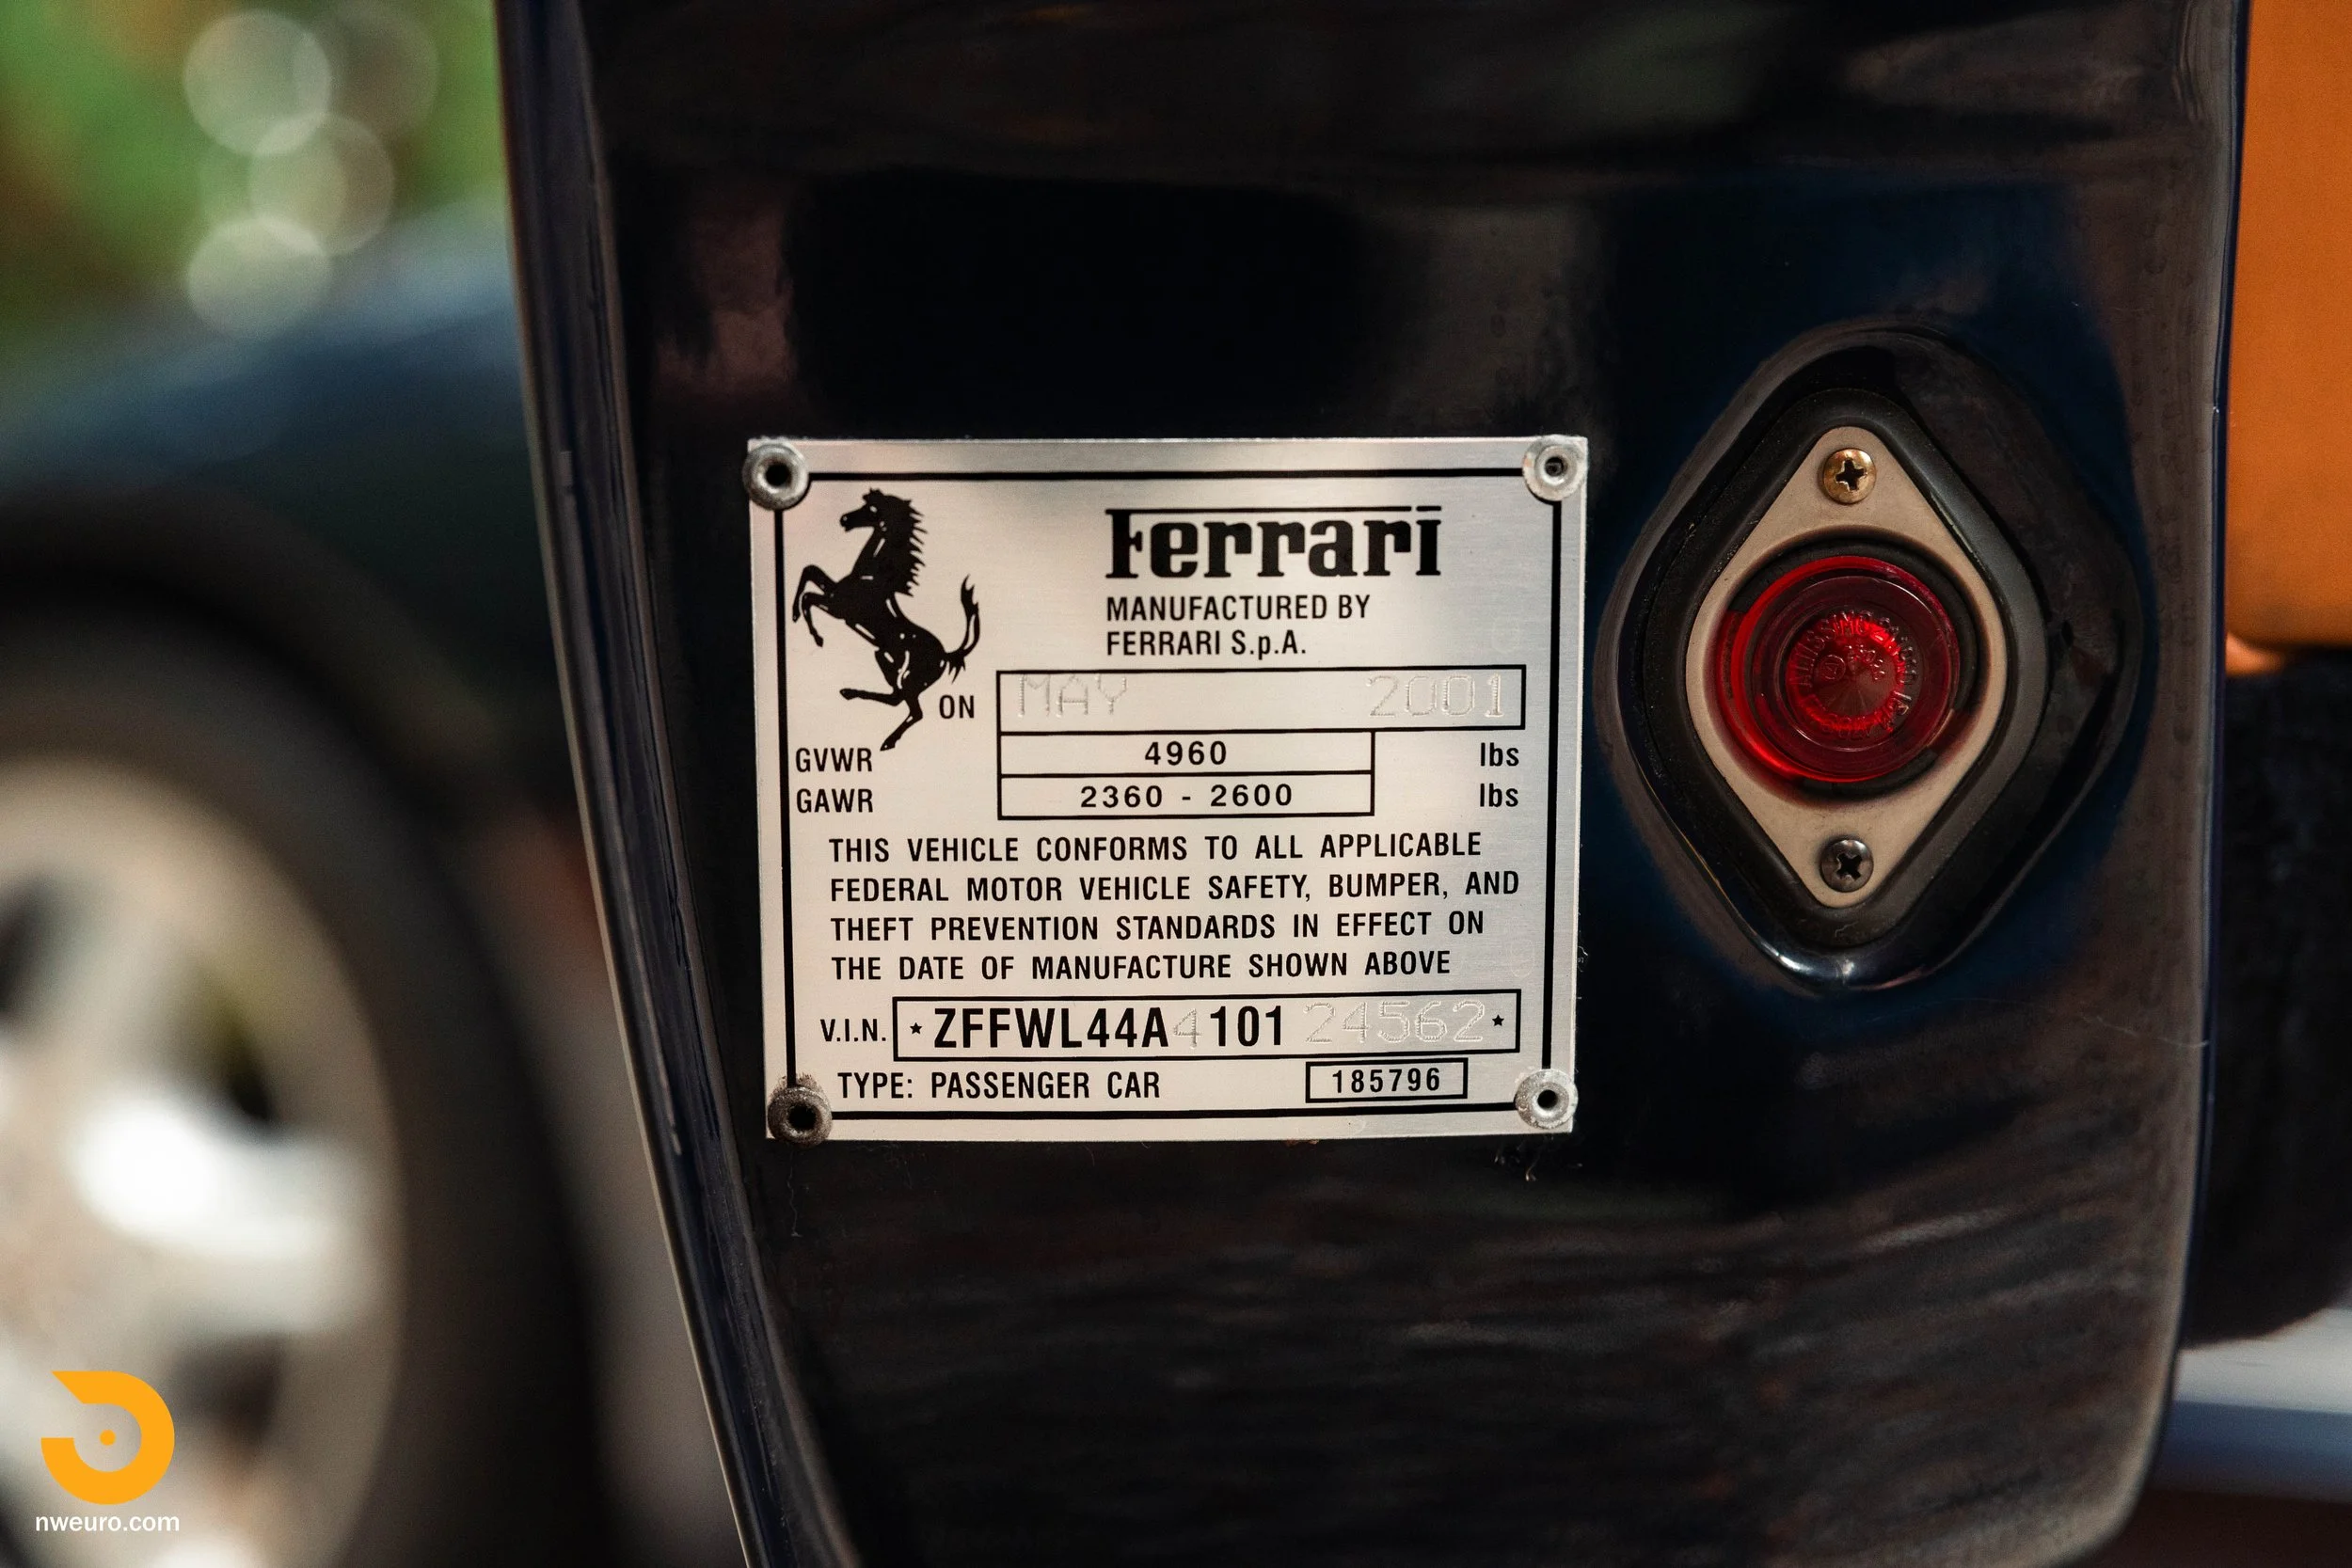 Ferrari
MANUFACTURED BY
FERRARI S.p.A.
ON MAY 2001
GVWR 4960 lbs
GAWR 2360 - 2600 lbs
THIS VEHICLE CONFORMS TO ALL APPLICABLE
FEDERAL MOTOR VEHICLE SAFETY, BUMPER, AND
THEFT PREVENTION STANDARDS IN EFFECT ON
THE DATE OF MANUFACTURE SHOWN ABOVE
V.I.N. ★ ZFFWL44A4101 24562 ★
TYPE: PASSENGER CAR 185796
nweuro.com